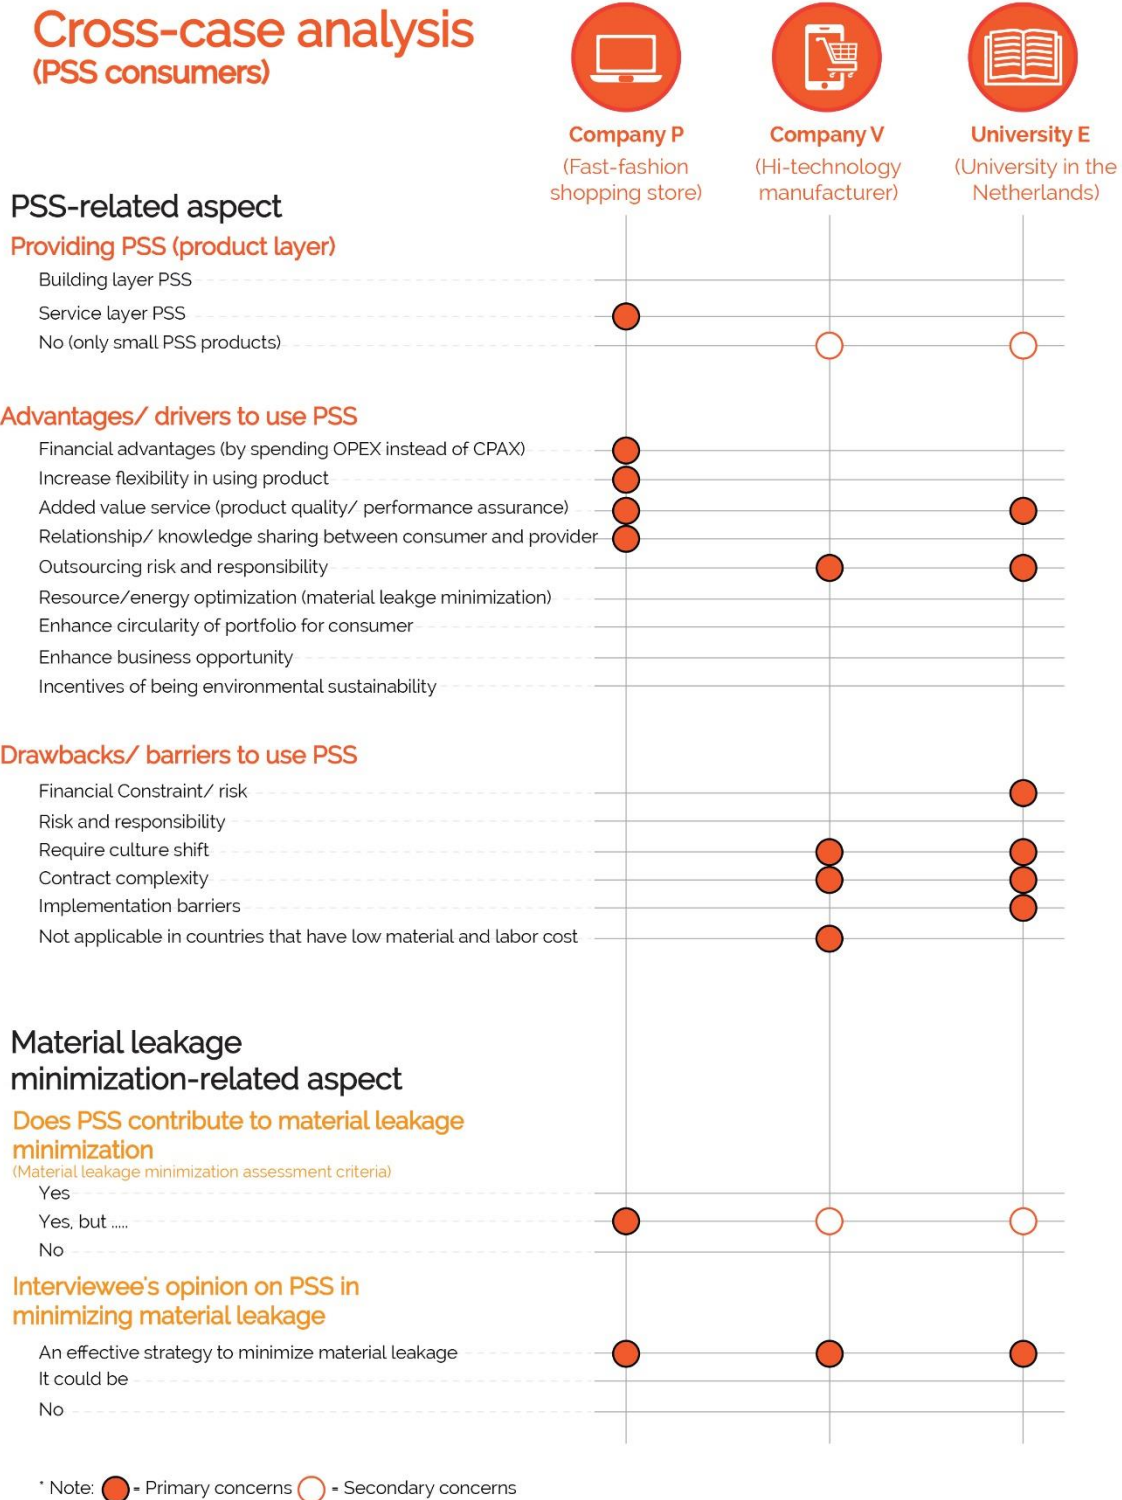 Cross-case analysis
(PSS consumers)
Company P
(Fast-fashion
shopping store)
Company V
(Hi-technology
manufacturer)
University E
(University in the
Netherlands)
PSS-related aspect
Providing PSS (product layer)
Building layer PSS
Service layer PSS
No (only small PSS products)
Advantages/ drivers to use PSS
Financial advantages (by spending OPEX instead of CPAX)
Increase flexibility in using product
Added value service (product quality/ performance assurance)
Relationship/ knowledge sharing between consumer and provider
Outsourcing risk and responsibility
Resource/energy optimization (material leakge minimization)
Enhance circularity of portfolio for consumer
Enhance business opportunity
Incentives of being environmental sustainability
Drawbacks/ barriers to use PSS
Financial Constraint/ risk
Risk and responsibility
Require culture shift
Contract complexity
Implementation barriers
Not applicable in countries that have low material and labor cost
Material leakage
minimization-related aspect
Does PSS contribute to material leakage
minimization
(Material leakage minimization assessment criteria)
Yes
Yes, but .....
No
Interviewee's opinion on PSS in
minimizing material leakage
An effective strategy to minimize material leakage
It could be
No
* Note: = Primary concerns = Secondary concerns